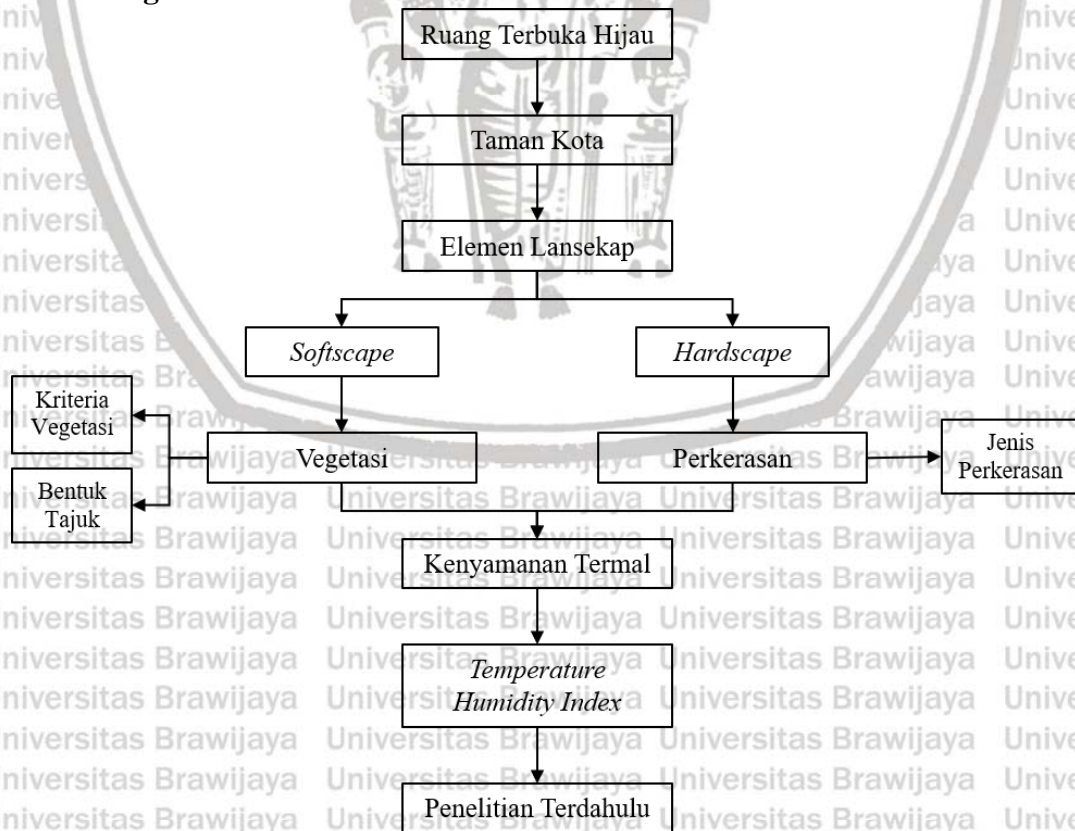 Ruang Terbuka Hijau
Taman Kota
Elemen Lansekap
Softscape
Hardscape
Kriteria
Vegetasi
Vegetasi
Perkerasan
Jenis
Perkerasan
Bentuk
Tajuk
Kenyamanan Termal
Temperature
Humidity Index
Penelitian Terdahulu